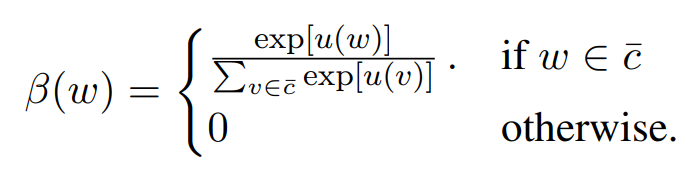 β(w) = { exp[u(w)] / ∑_{v∈c̄} exp[u(v)] . if w ∈ c̄
0 otherwise.